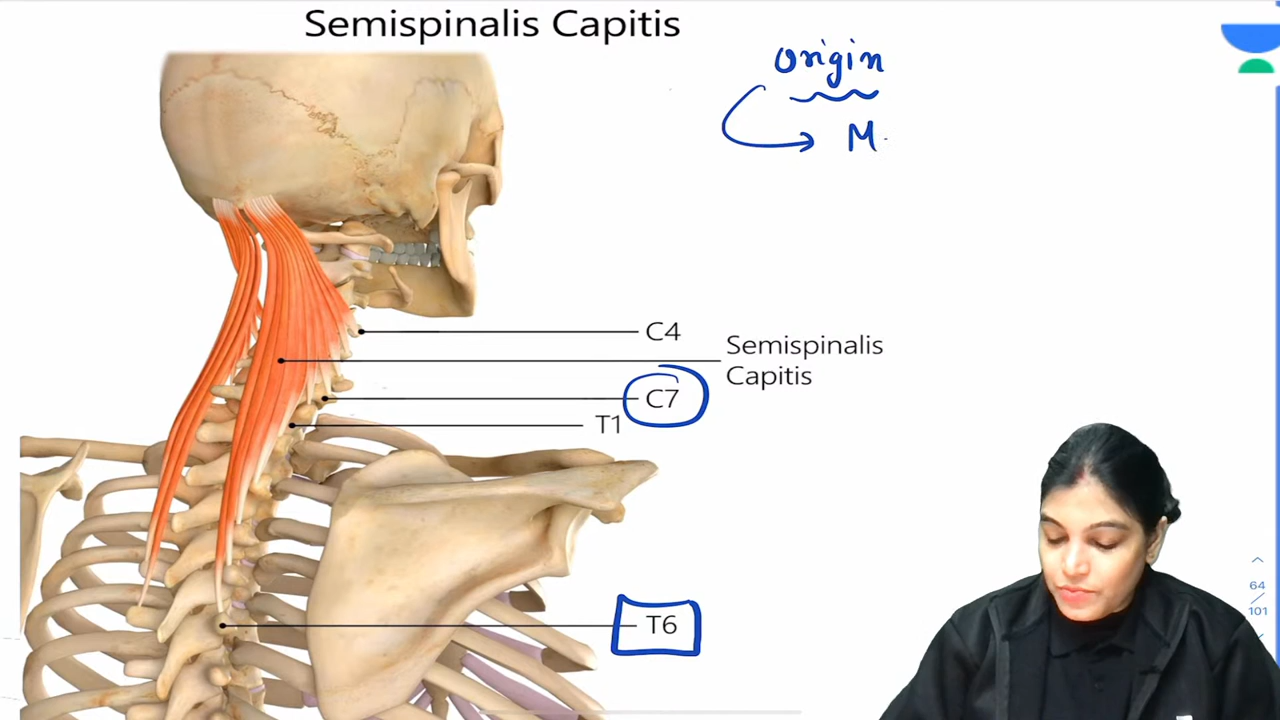 Semispinalis Capitis
origin
M
C4
Semispinalis
Capitis
C7
T1
T6
64
101